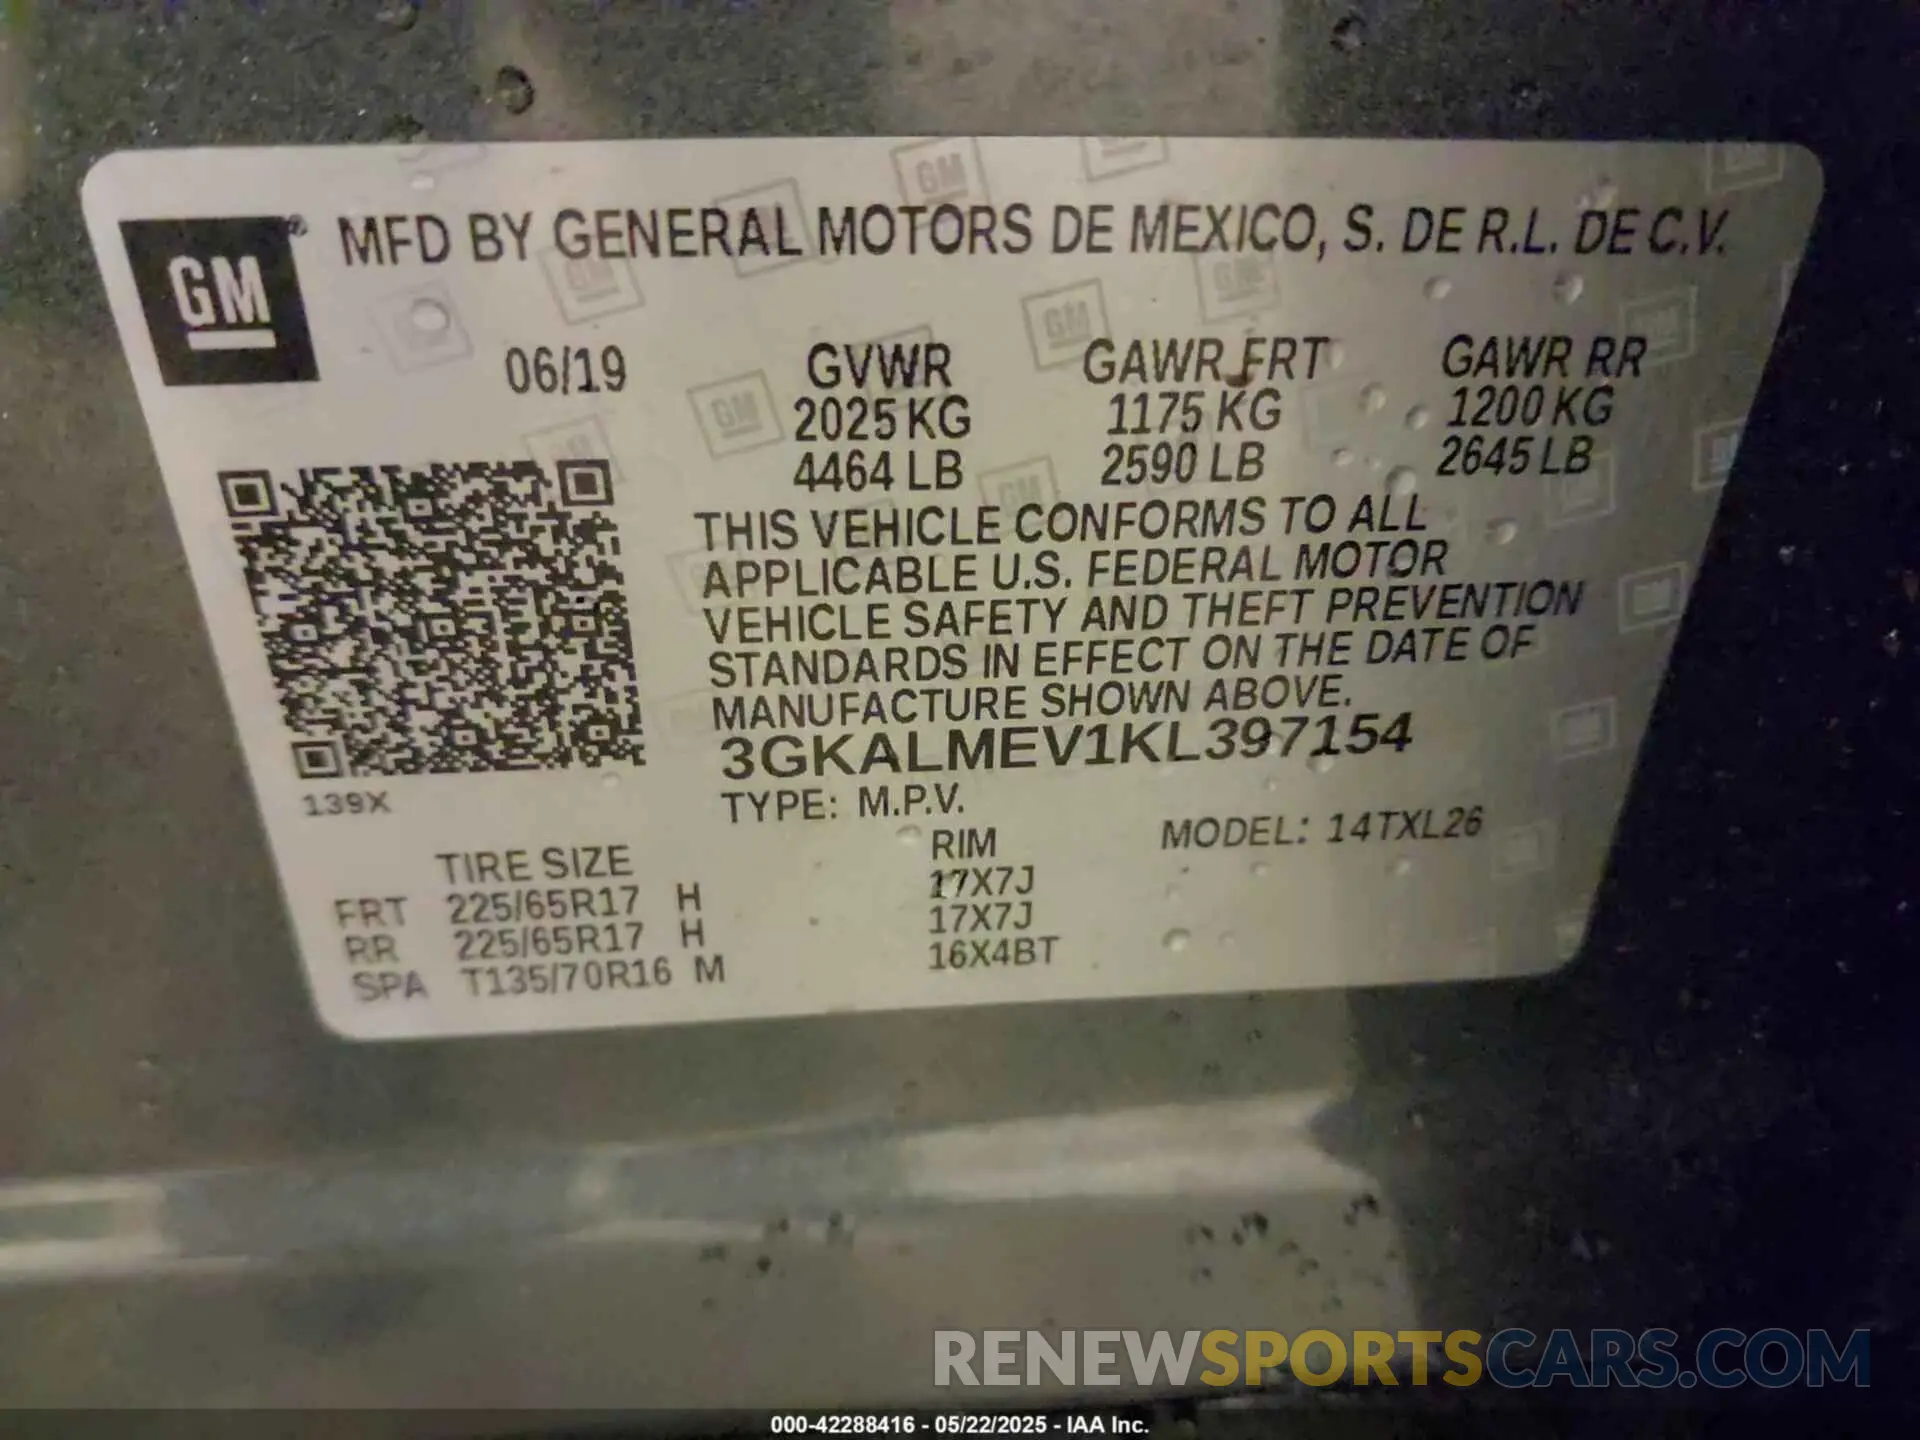 GM ® MFD BY GENERAL MOTORS DE MEXICO, S. DE R.L. DE C.V.
06/19 GVWR GAWR FRT GAWR RR
2025 KG 1175 KG 1200 KG
4464 LB 2590 LB 2645 LB
THIS VEHICLE CONFORMS TO ALL
APPLICABLE U.S. FEDERAL MOTOR
VEHICLE SAFETY AND THEFT PREVENTION
STANDARDS IN EFFECT ON THE DATE OF
MANUFACTURE SHOWN ABOVE.
3GKALMEV1KL397154
139X
TYPE: M.P.V.
MODEL: 14TXL26
TIRE SIZE RIM
FRT 225/65R17 H 17X7J
RR 225/65R17 H 17X7J
SPA T135/70R16 M 16X4BT
RENEWSPORTSCARS.COM
000-42288416 - 05/22/2025 - IAA Inc.